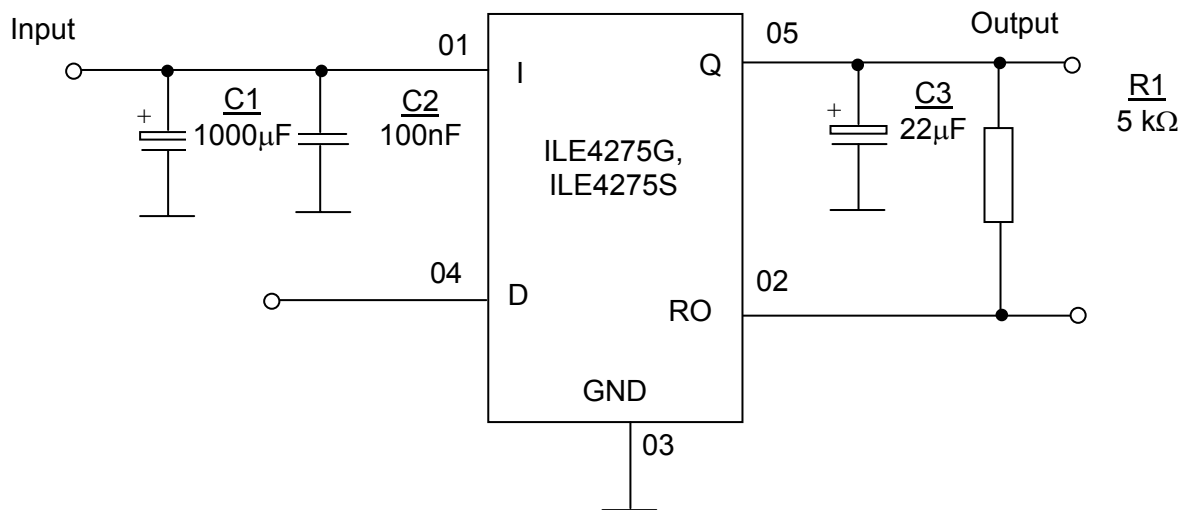 Input
Output
01
05
I
Q
C1
1000μF
C2
100nF
C3
22μF
R1
5 kΩ
+
+
ILE4275G,
ILE4275S
04
02
D
RO
GND
03